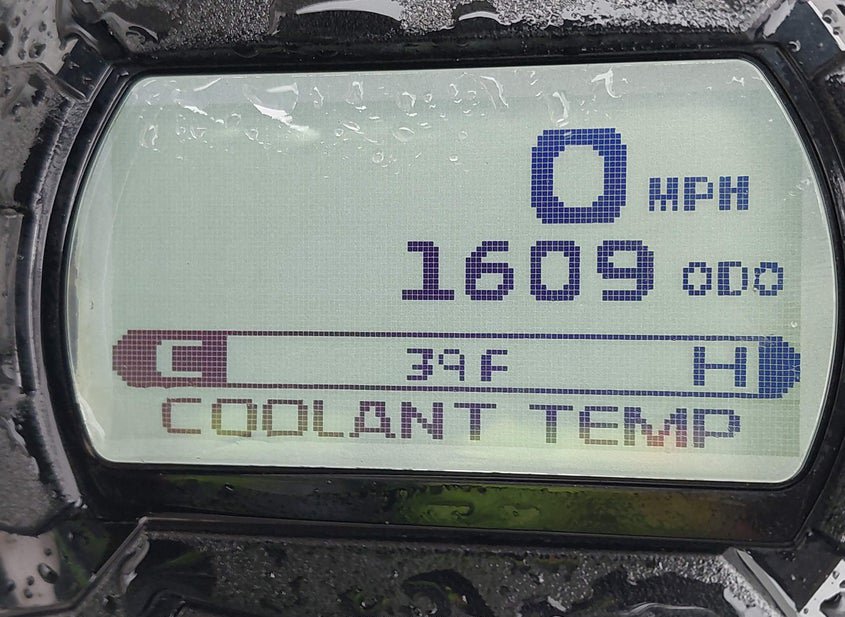 0 MPH
1609 ODO
C 39F H
COOLANT TEMP